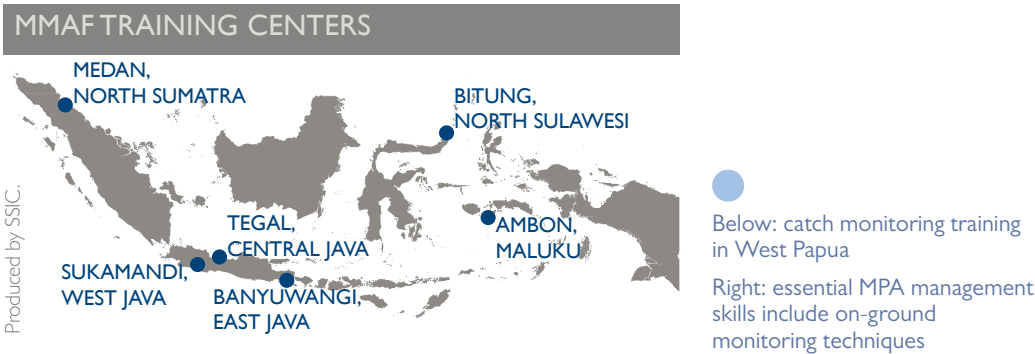 MMAF TRAINING CENTERS
MEDAN,
NORTH SUMATRA
BITUNG,
NORTH SULAWESI
TEGAL,
CENTRAL JAVA
AMBON,
MALUKU
SUKAMANDI,
WEST JAVA
BANYUWANGI,
EAST JAVA
Produced by SSIC.
Below: catch monitoring training
in West Papua
Right: essential MPA management
skills include on-ground
monitoring techniques